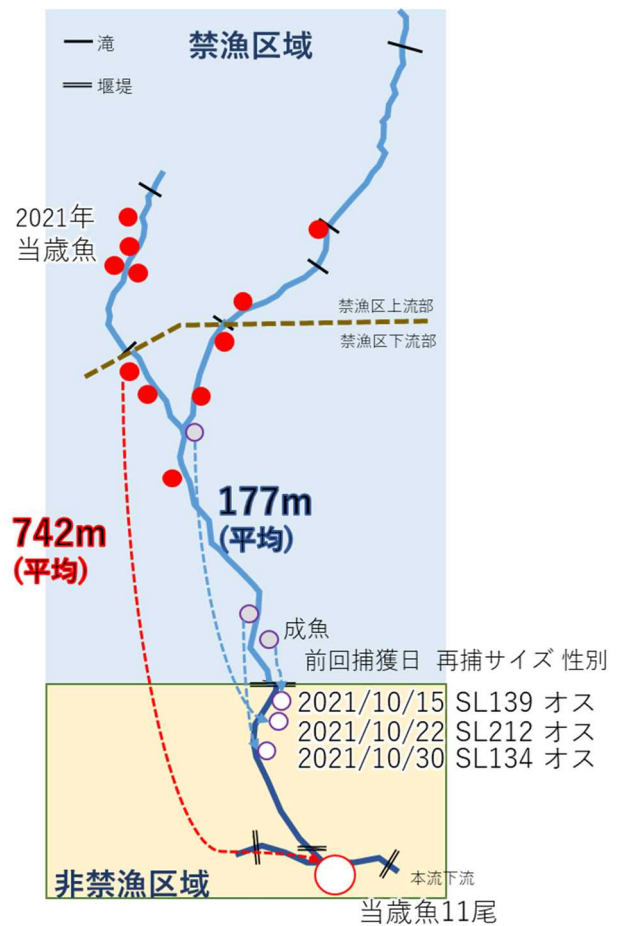 禁漁区域
滝
堰堤
2021年
当歳魚
禁漁区上流部
禁漁区下流部
177m
(平均)
742m
(平均)
成魚
前回捕獲日 再捕サイズ 性別
2021/10/15 SL139 オス
2021/10/22 SL212 オス
2021/10/30 SL134 オス
非禁漁区域
本流下流
当歳魚11尾